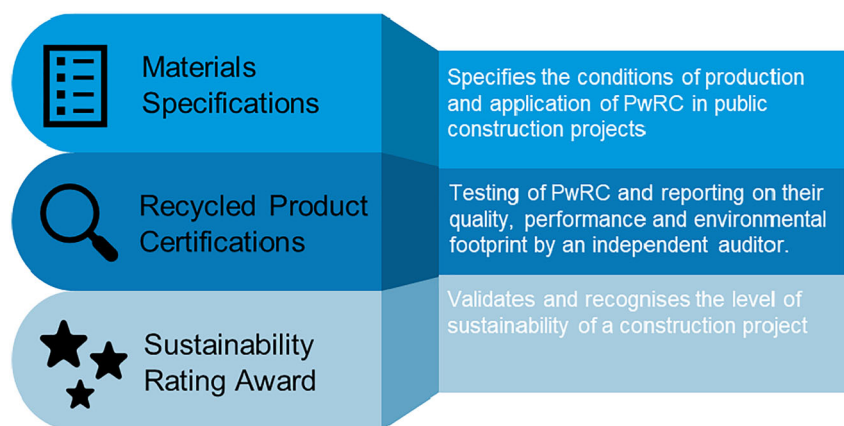 Materials
Specifications
Specifies the conditions of production
and application of PwRC in public
construction projects
Recycled Product
Certifications
Testing of PwRC and reporting on their
quality, performance and environmental
footprint by an independent auditor.
Sustainability
Rating Award
Validates and recognises the level of
sustainability of a construction project